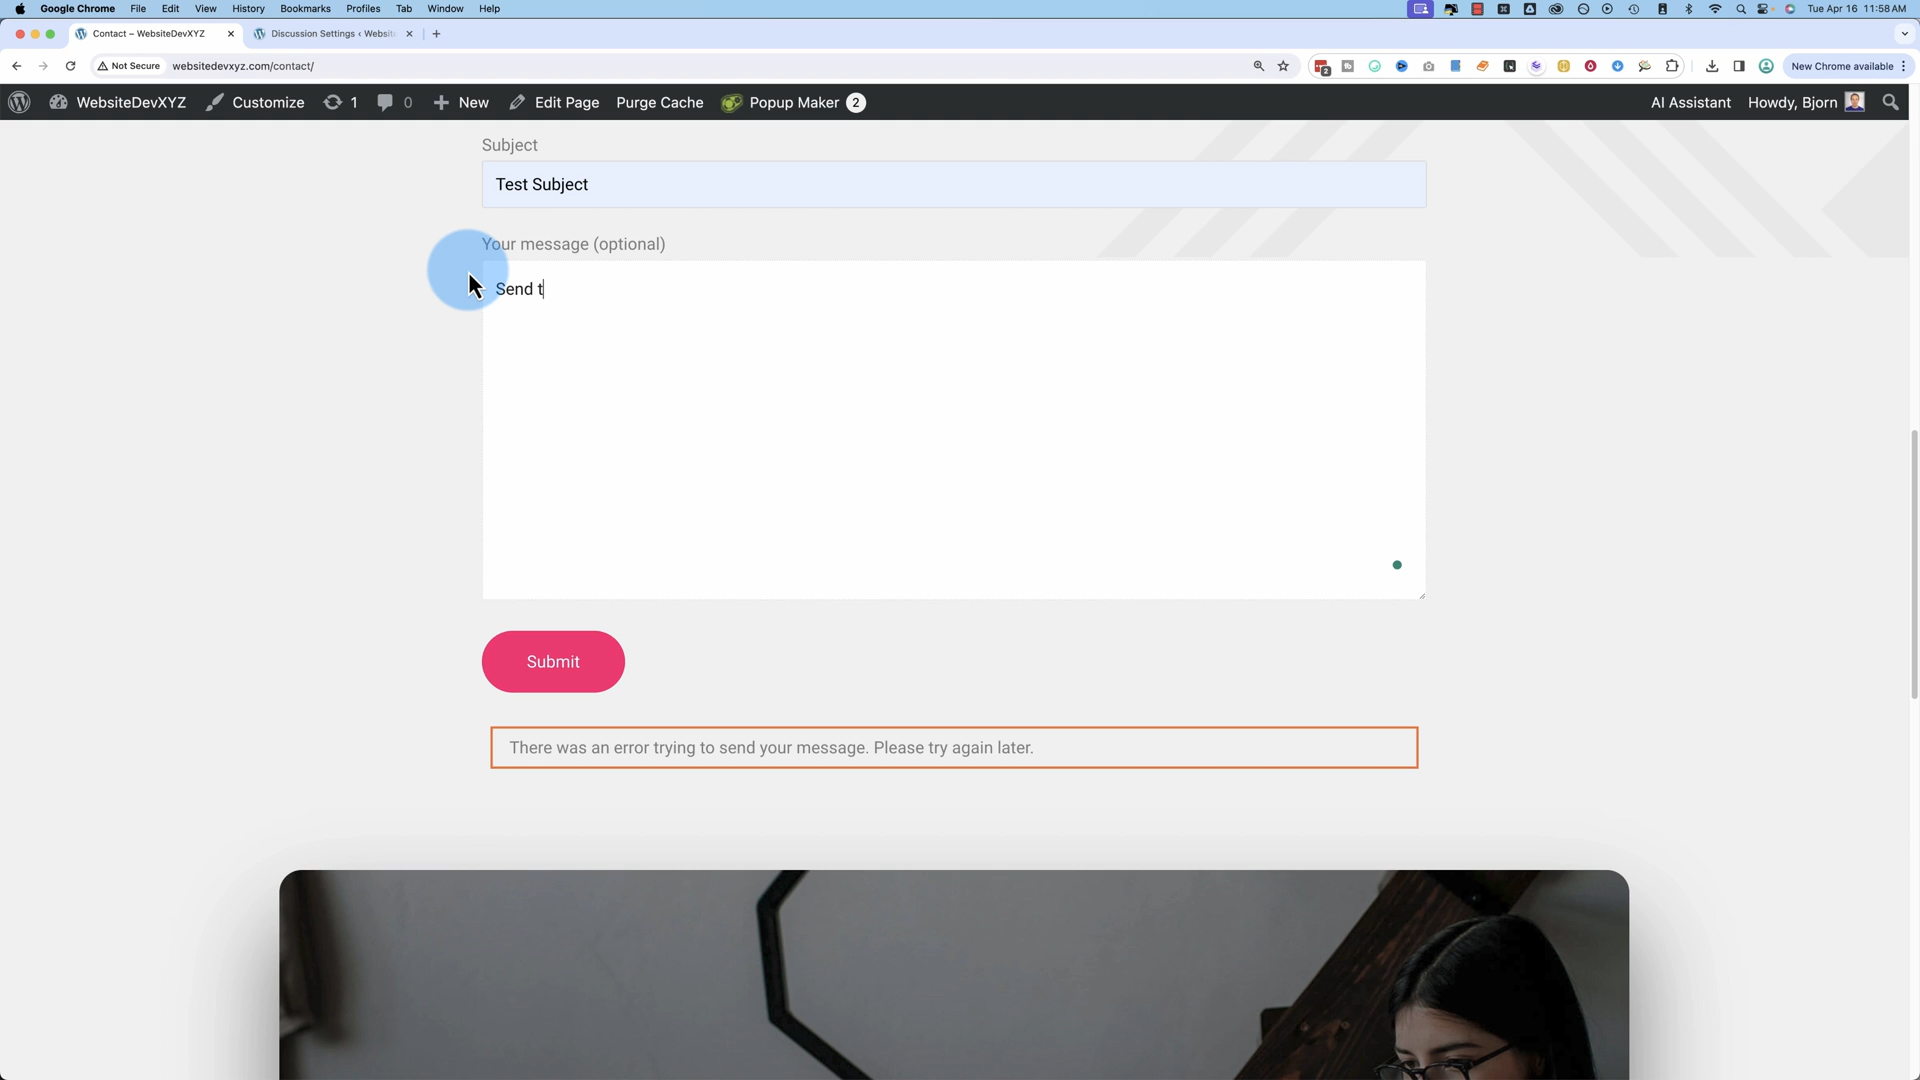 Google Chrome File Edit View History Bookmarks Profiles Tab Window Help Tue Apr 16 11:58 AM
Contact – WebsiteDevXYZ Discussion Settings ‹ Websit
Not Secure websitedevxyz.com/contact/ 2 New Chrome available
WebsiteDevXYZ Customize 1 0 New Edit Page Purge Cache Popup Maker 2 AI Assistant Howdy, Bjorn
Subject
Test Subject
Your message (optional)
Send t
Submit
There was an error trying to send your message. Please try again later.